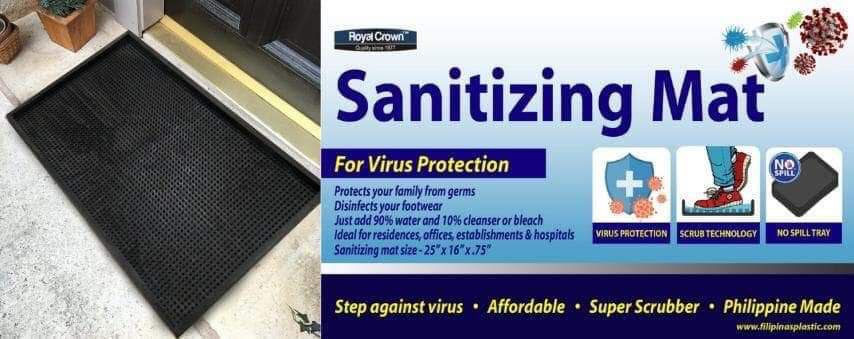 Royal Crown™
Quality since 1977
Sanitizing Mat
For Virus Protection
Protects your family from germs
Disinfects your footwear
Just add 90% water and 10% cleanser or bleach
Ideal for residences, offices, establishments & hospitals
Sanitizing mat size - 25" x 16" x .75"
NO
SPILL
VIRUS PROTECTION
SCRUB TECHNOLOGY
NO SPILL TRAY
Step against virus • Affordable • Super Scrubber • Philippine Made
www.filipinasplastic.com